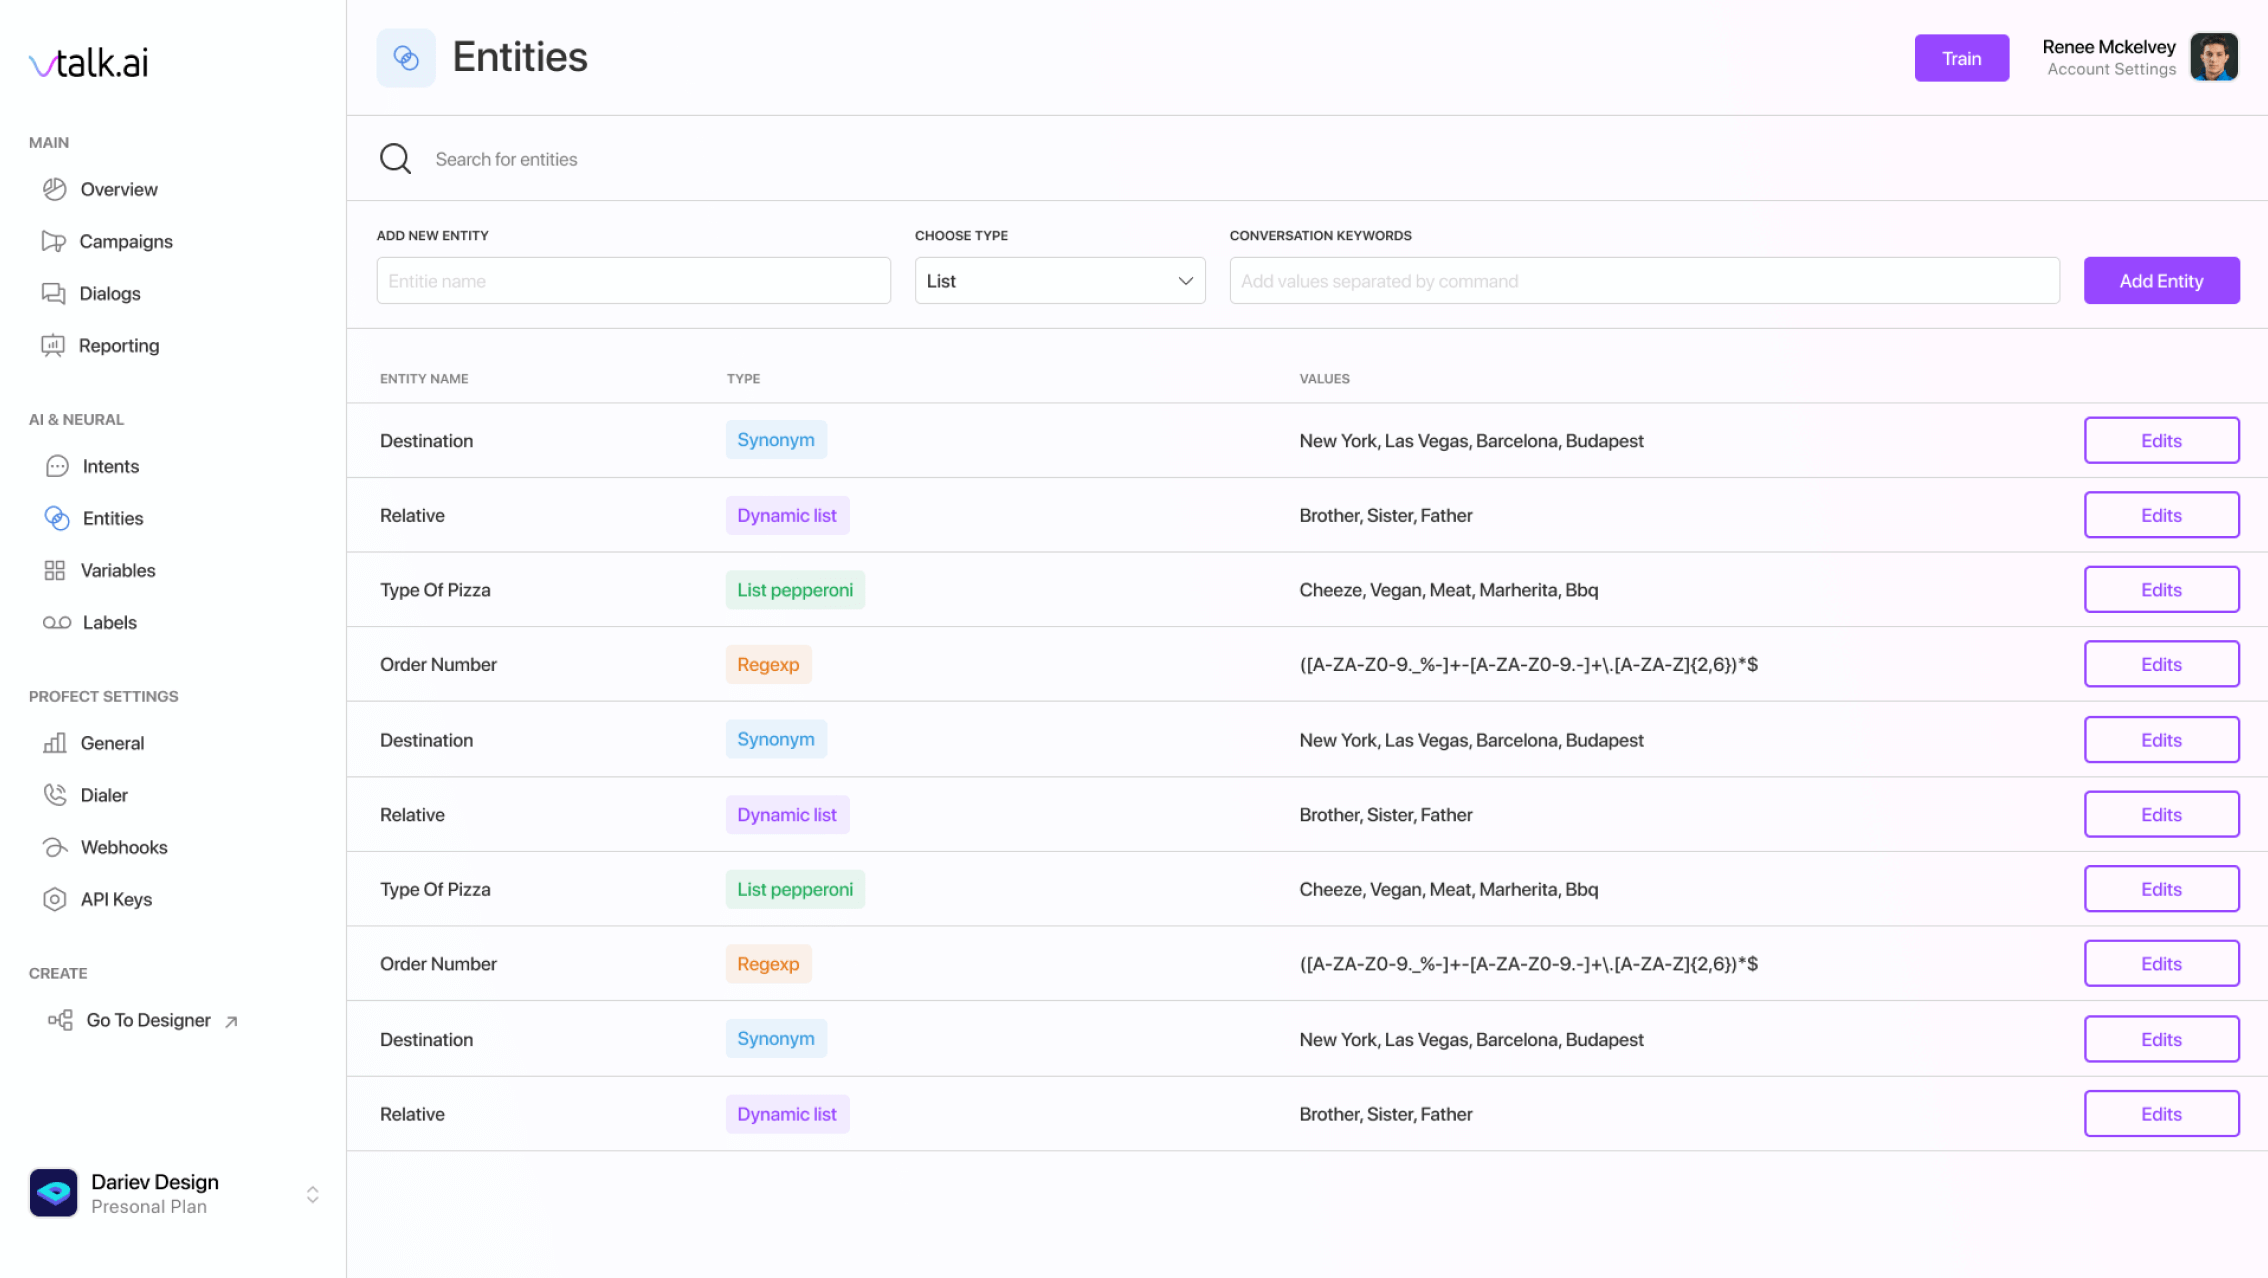 talk.ai
MAIN
Overview
Campaigns
Dialogs
Reporting
AI & NEURAL
Intents
Entities
Variables
Labels
PROFECT SETTINGS
General
Dialer
Webhooks
API Keys
CREATE
Go To Designer
Dariev Design
Presonal Plan
Entities
Train
Renee Mckelvey
Account Settings
Search for entities
ADD NEW ENTITY
CHOOSE TYPE
CONVERSATION KEYWORDS
Entitie name
List
Add values separated by command
Add Entity
ENTITY NAME TYPE VALUES
Destination Synonym New York, Las Vegas, Barcelona, Budapest Edits
Relative Dynamic list Brother, Sister, Father Edits
Type Of Pizza List pepperoni Cheeze, Vegan, Meat, Marherita, Bbq Edits
Order Number Regexp ([A-ZA-Z0-9._%-]+-[A-ZA-Z0-9.-]+\.[A-ZA-Z]{2,6})*$ Edits
Destination Synonym New York, Las Vegas, Barcelona, Budapest Edits
Relative Dynamic list Brother, Sister, Father Edits
Type Of Pizza List pepperoni Cheeze, Vegan, Meat, Marherita, Bbq Edits
Order Number Regexp ([A-ZA-Z0-9._%-]+-[A-ZA-Z0-9.-]+\.[A-ZA-Z]{2,6})*$ Edits
Destination Synonym New York, Las Vegas, Barcelona, Budapest Edits
Relative Dynamic list Brother, Sister, Father Edits